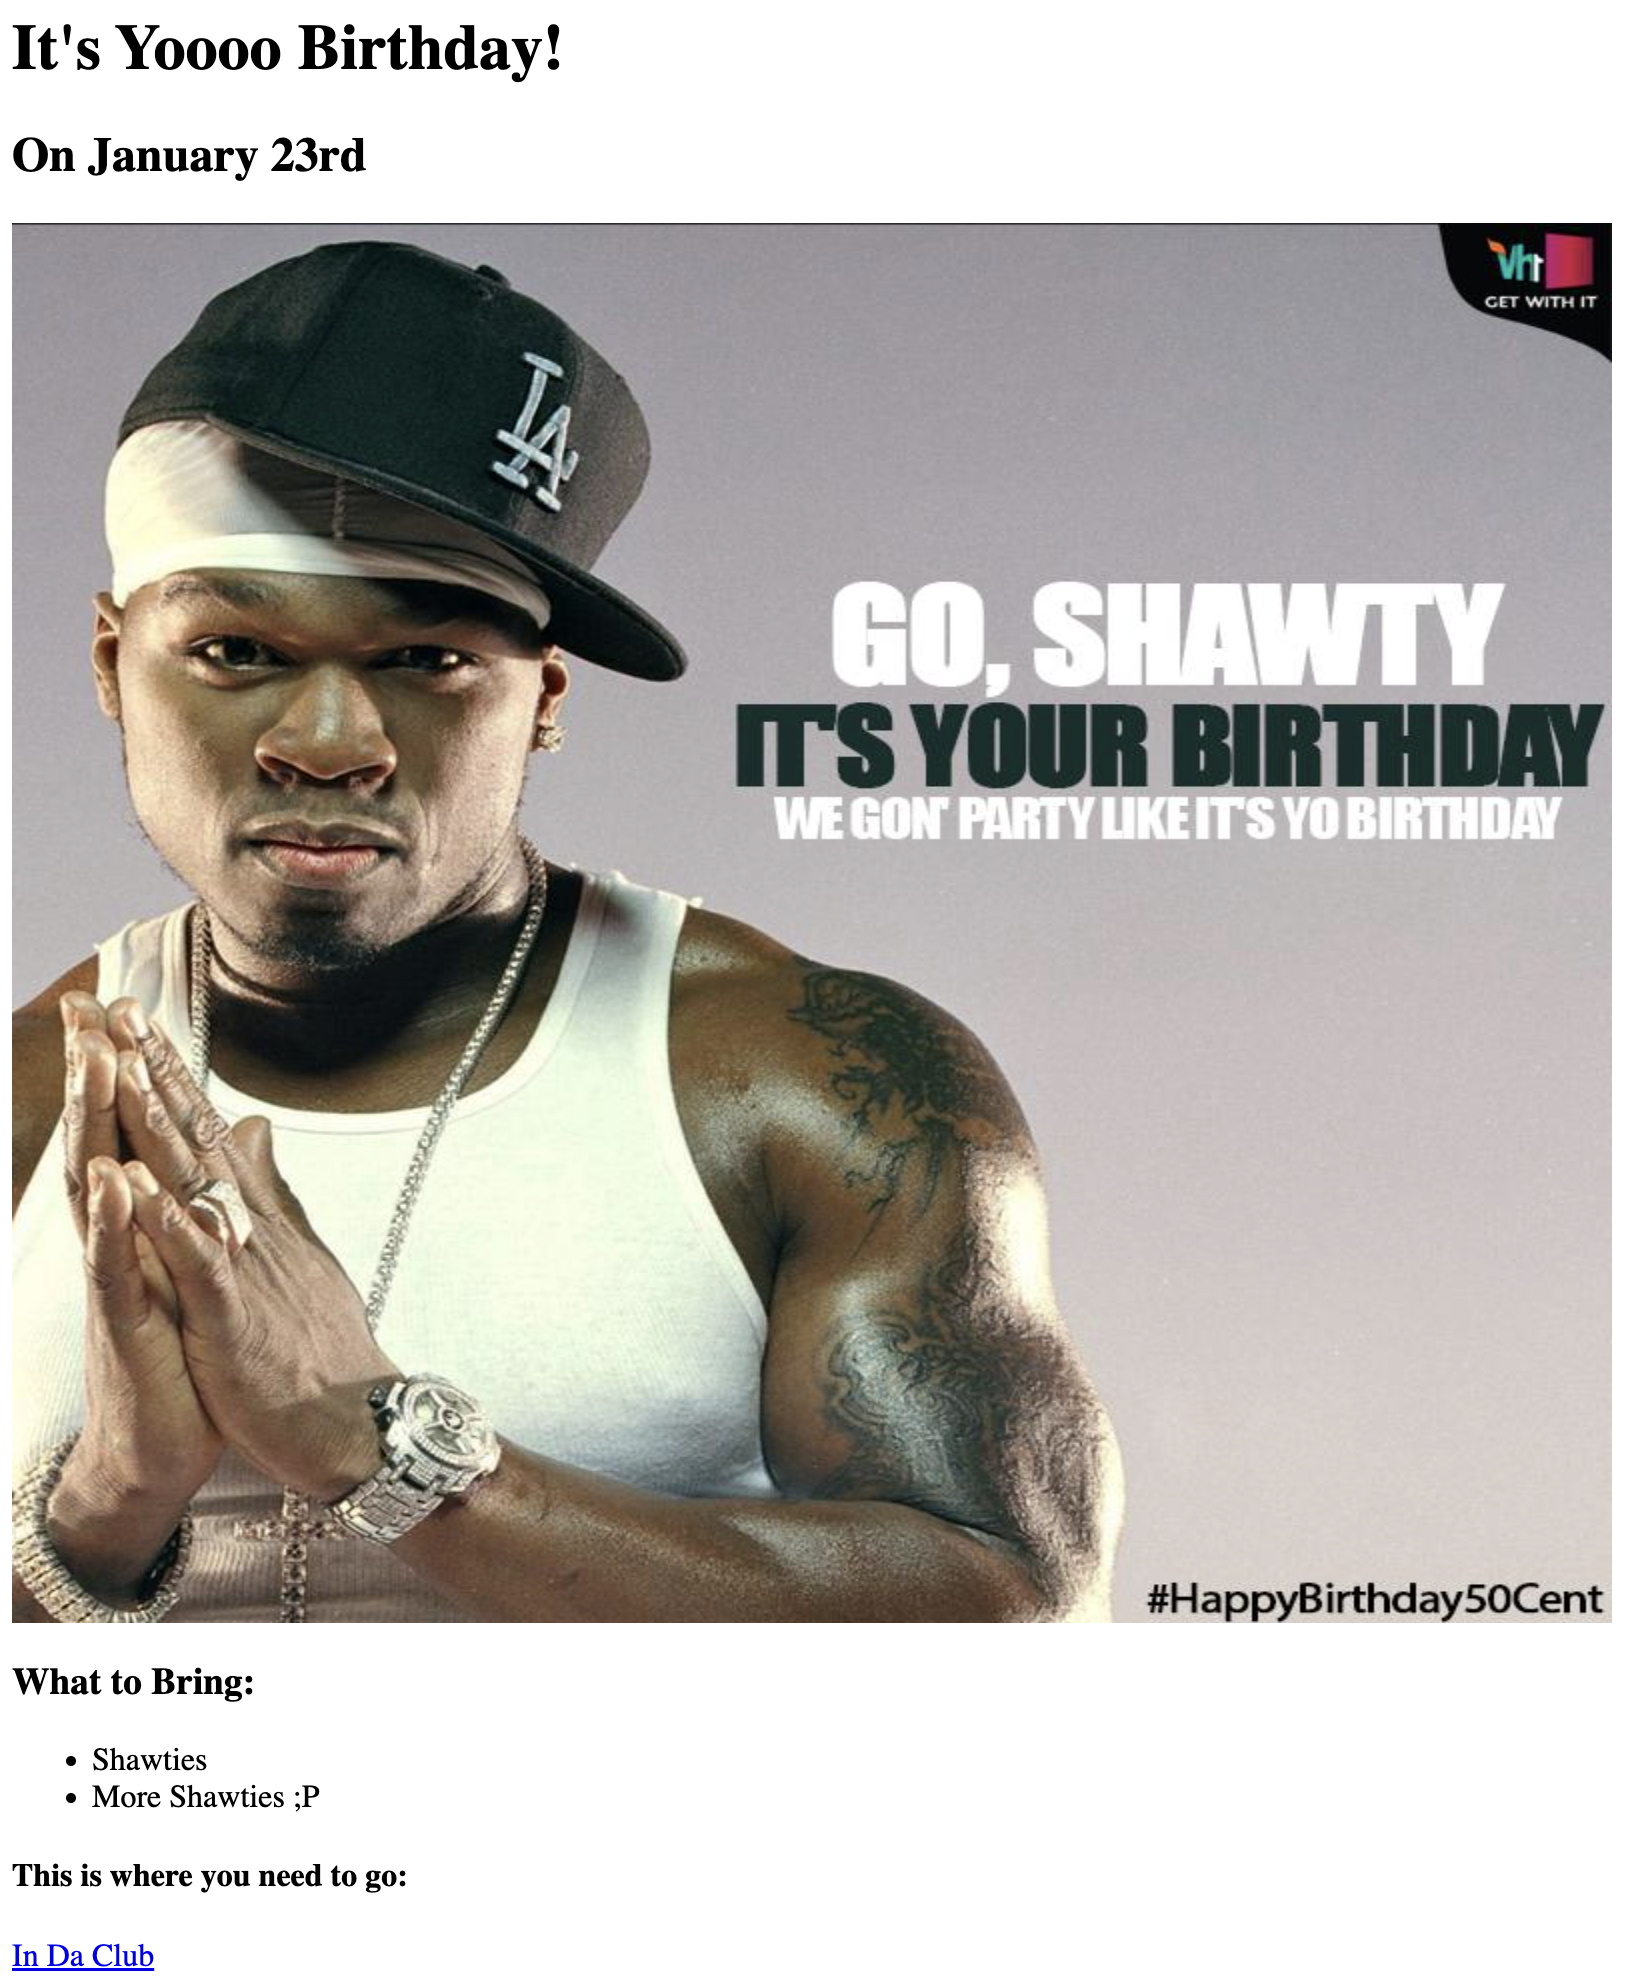 It's Yoooo Birthday!
On January 23rd
LA
vh1
GET WITH IT
GO, SHAWTY
IT'S YOUR BIRTHDAY
WE GON' PARTY LIKE IT'S YO BIRTHDAY
#HappyBirthday50Cent
What to Bring:
• Shawties
• More Shawties ;P
This is where you need to go:
In Da Club